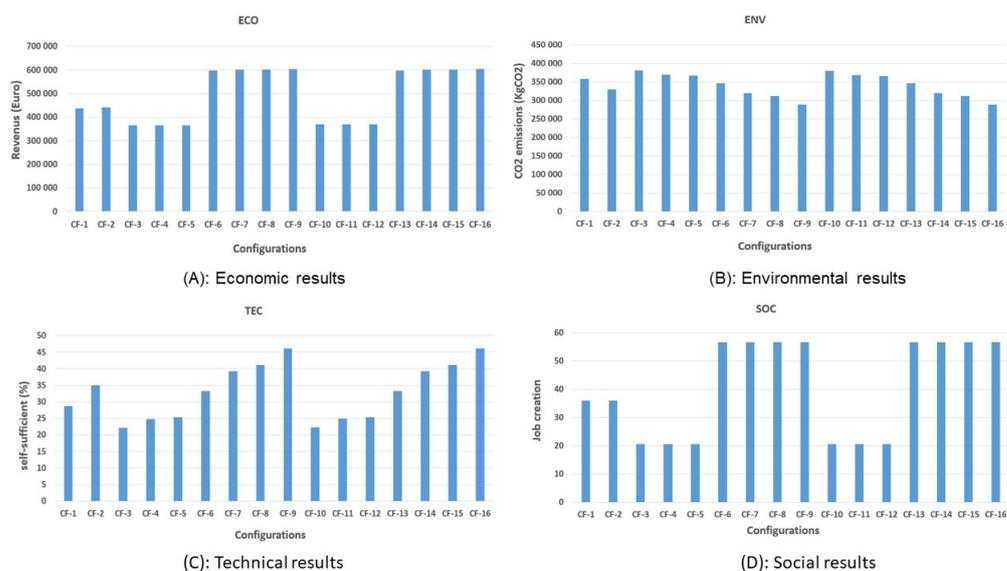 ECO
Revenus (Euro)
700 000
600 000
500 000
400 000
300 000
200 000
100 000
0
CF-1 CF-2 CF-3 CF-4 CF-5 CF-6 CF-7 CF-8 CF-9 CF-10 CF-11 CF-12 CF-13 CF-14 CF-15 CF-16
Configurations
(A): Economic results
ENV
CO2 emissions (KgCO2)
450 000
400 000
350 000
300 000
250 000
200 000
150 000
100 000
50 000
0
CF-1 CF-2 CF-3 CF-4 CF-5 CF-6 CF-7 CF-8 CF-9 CF-10 CF-11 CF-12 CF-13 CF-14 CF-15 CF-16
Configurations
(B): Environmental results
TEC
self-sufficient (%)
50
45
40
35
30
25
20
15
10
5
0
CF-1 CF-2 CF-3 CF-4 CF-5 CF-6 CF-7 CF-8 CF-9 CF-10 CF-11 CF-12 CF-13 CF-14 CF-15 CF-16
Configurations
(C): Technical results
SOC
Job creation
60
50
40
30
20
10
0
CF-1 CF-2 CF-3 CF-4 CF-5 CF-6 CF-7 CF-8 CF-9 CF-10 CF-11 CF-12 CF-13 CF-14 CF-15 CF-16
Configurations
(D): Social results